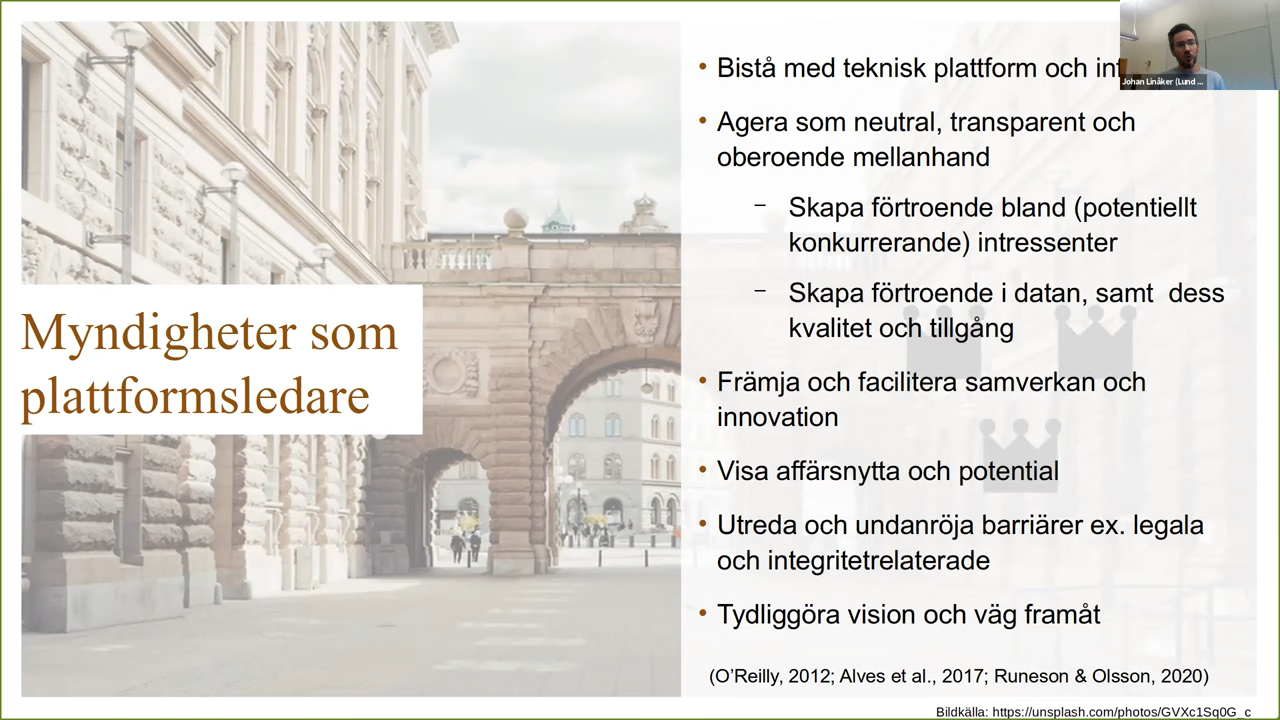 Myndigheter som
plattformsledare
• Bistå med teknisk plattform och
• Agera som neutral, transparent och
oberoende mellanhand
– Skapa förtroende bland (potentiellt
konkurrerande) intressenter
– Skapa förtroende i datan, samt dess
kvalitet och tillgång
• Främja och facilitera samverkan och
innovation
• Visa affärsnytta och potential
• Utreda och undanröja barriärer ex. legala
och integritetrelaterade
• Tydliggöra vision och väg framåt
(O’Reilly, 2012; Alves et al., 2017; Runeson & Olsson, 2020)
Bildkälla: https://unsplash.com/photos/GVXc1Sq0G_c
Johan Linåker (Lund ...